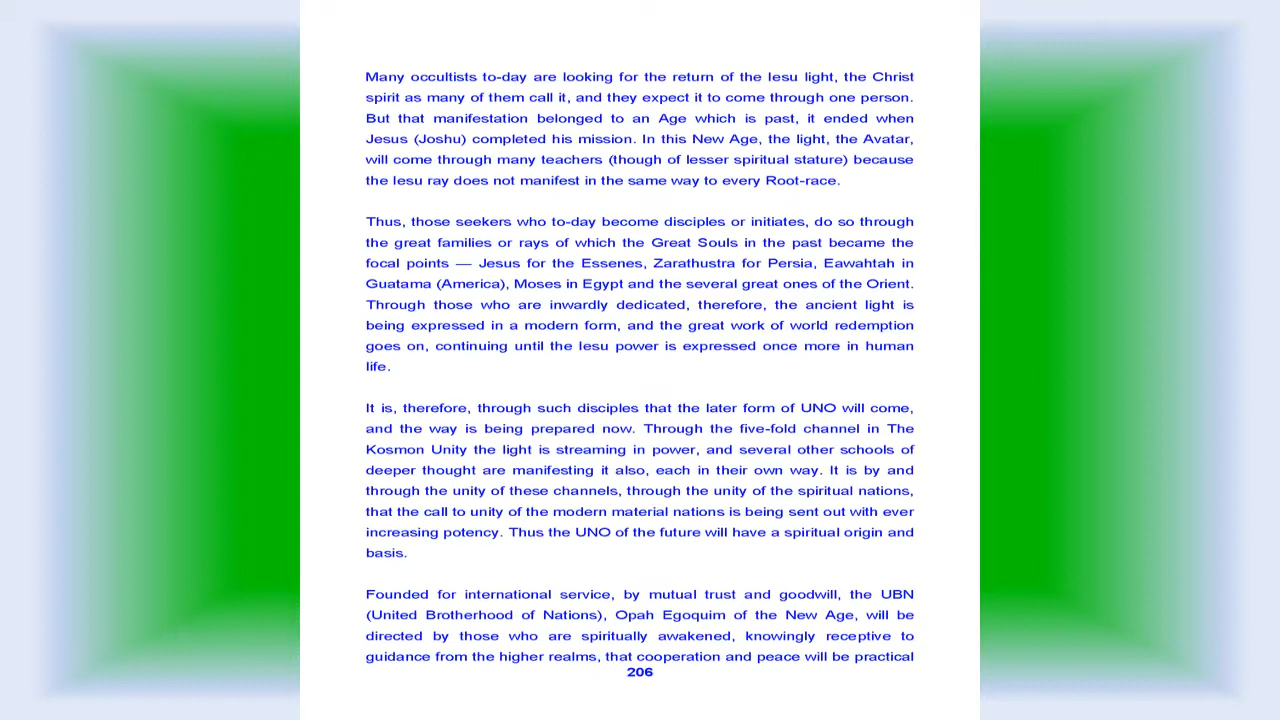 Many occultists to-day are looking for the return of the Iesu light, the Christ
spirit as many of them call it, and they expect it to come through one person.
But that manifestation belonged to an Age which is past, it ended when
Jesus (Joshu) completed his mission. In this New Age, the light, the Avatar,
will come through many teachers (though of lesser spiritual stature) because
the Iesu ray does not manifest in the same way to every Root-race.
Thus, those seekers who to-day become disciples or initiates, do so through
the great families or rays of which the Great Souls in the past became the
focal points — Jesus for the Essenes, Zarathustra for Persia, Eawahtah in
Guatama (America), Moses in Egypt and the several great ones of the Orient.
Through those who are inwardly dedicated, therefore, the ancient light is
being expressed in a modern form, and the great work of world redemption
goes on, continuing until the Iesu power is expressed once more in human
life.
It is, therefore, through such disciples that the later form of UNO will come,
and the way is being prepared now. Through the five-fold channel in The
Kosmon Unity the light is streaming in power, and several other schools of
deeper thought are manifesting it also, each in their own way. It is by and
through the unity of these channels, through the unity of the spiritual nations,
that the call to unity of the modern material nations is being sent out with ever
increasing potency. Thus the UNO of the future will have a spiritual origin and
basis.
Founded for international service, by mutual trust and goodwill, the UBN
(United Brotherhood of Nations), Opah Egoquim of the New Age, will be
directed by those who are spiritually awakened, knowingly receptive to
guidance from the higher realms, that cooperation and peace will be practical
206